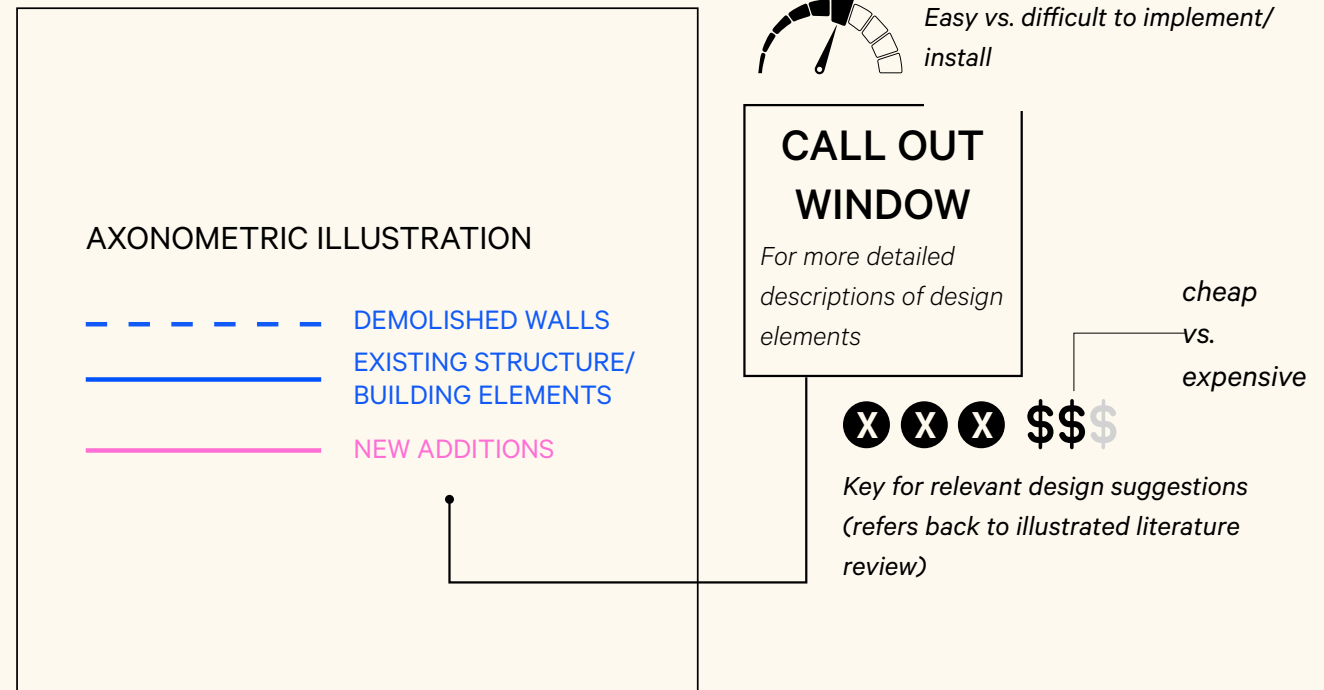 Easy vs. difficult to implement/
install
CALL OUT
WINDOW
For more detailed
descriptions of design
elements
AXONOMETRIC ILLUSTRATION
DEMOLISHED WALLS
EXISTING STRUCTURE/
BUILDING ELEMENTS
NEW ADDITIONS
cheap
vs.
expensive
X X X $$$
Key for relevant design suggestions
(refers back to illustrated literature
review)